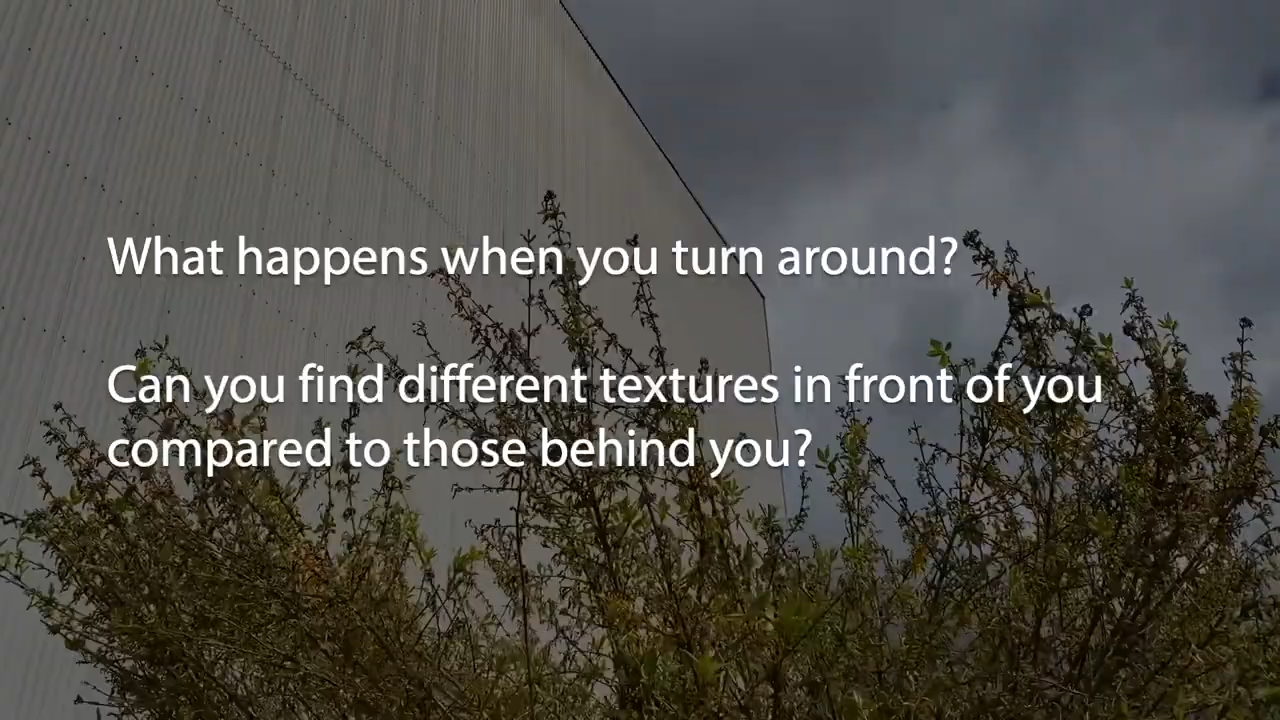 What happens when you turn around?
Can you find different textures in front of you
compared to those behind you?